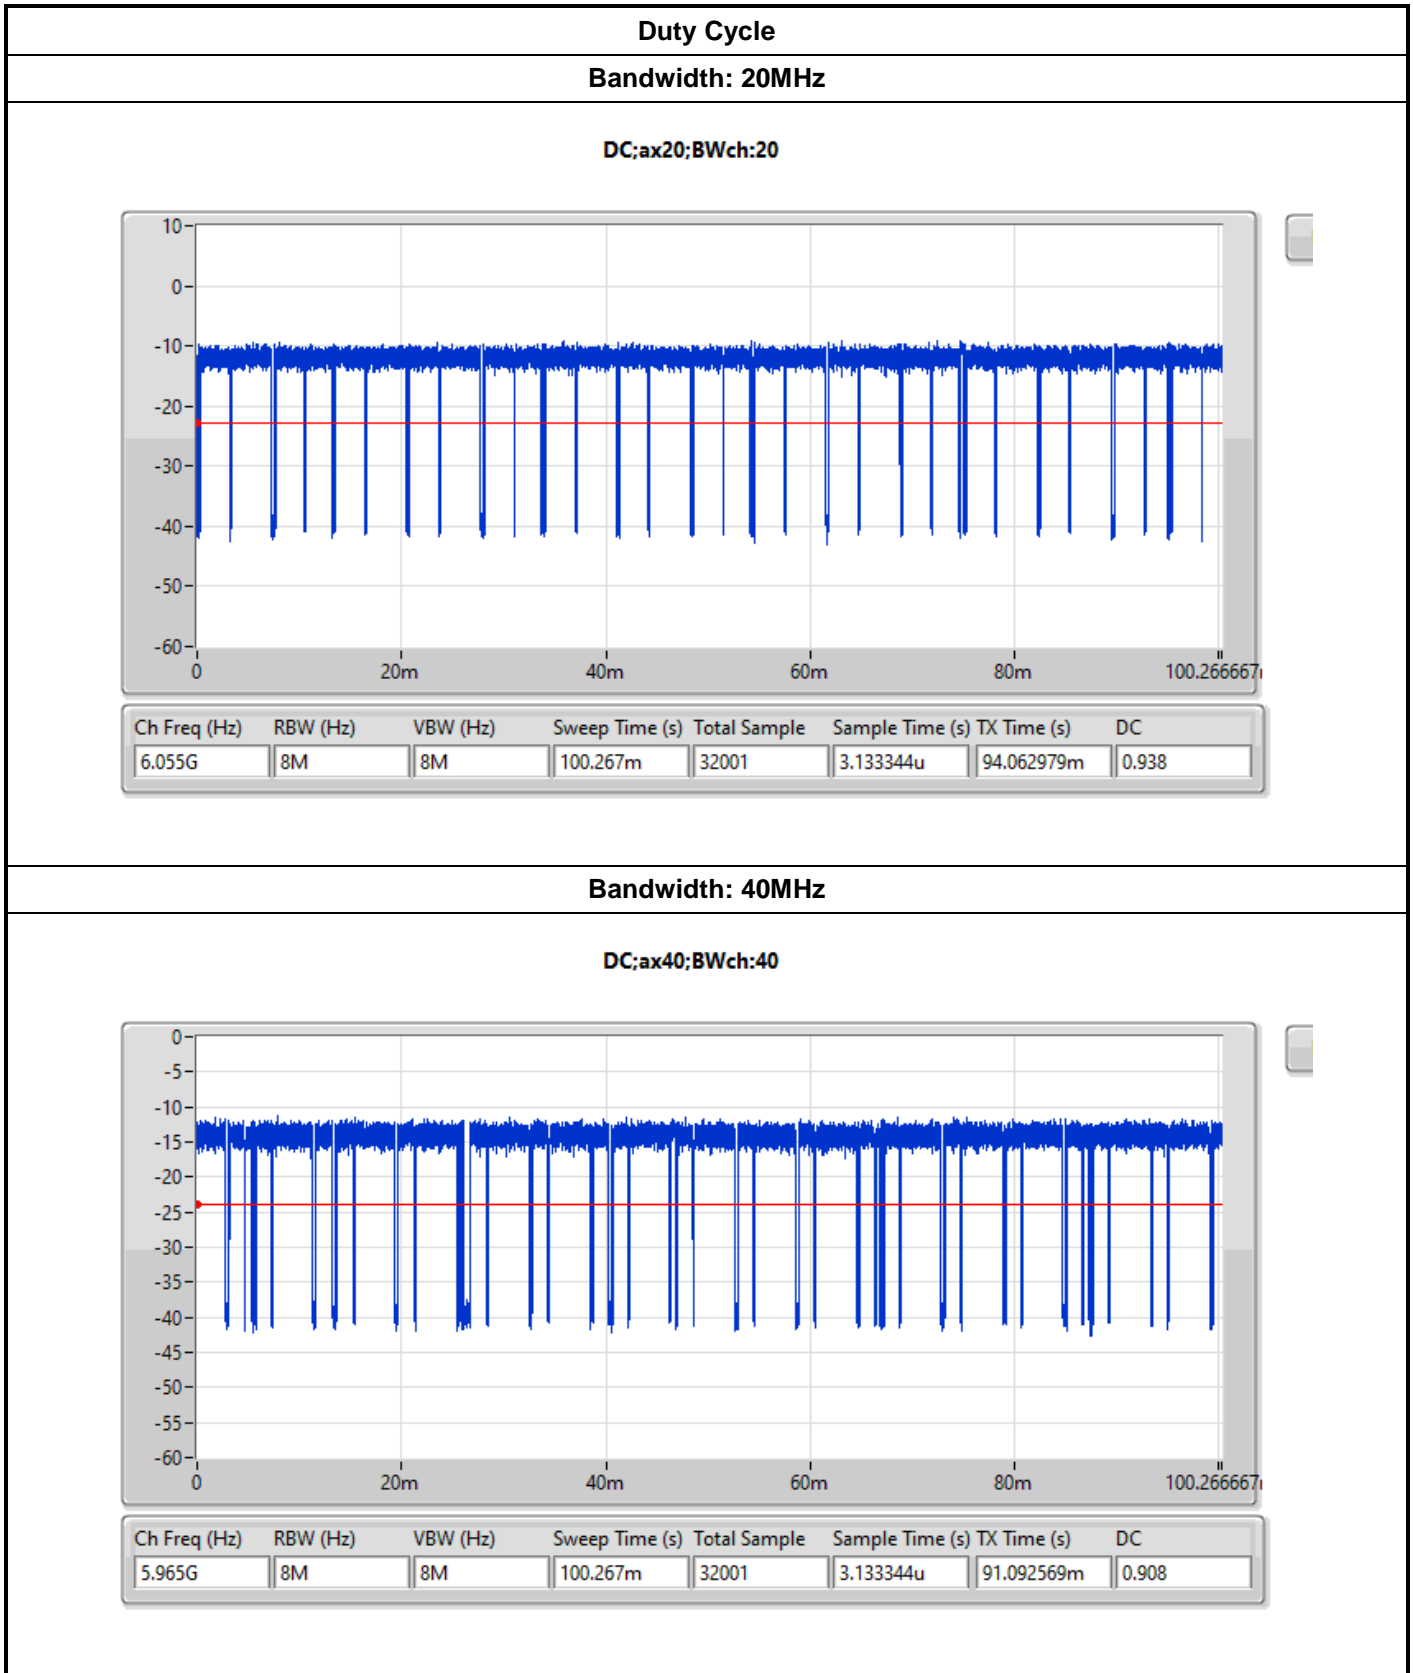 Duty Cycle
Bandwidth: 20MHz
DC;ax20;BWch:20
10
0
-10
-20
-30
-40
-50
-60
0 20m 40m 60m 80m 100.266667
Ch Freq (Hz) RBW (Hz) VBW (Hz) Sweep Time (s) Total Sample Sample Time (s) TX Time (s) DC
6.055G 8M 8M 100.267m 32001 3.133344u 94.062979m 0.938
Bandwidth: 40MHz
DC;ax40;BWch:40
0
-5
-10
-15
-20
-25
-30
-35
-40
-45
-50
-55
-60
0 20m 40m 60m 80m 100.266667
Ch Freq (Hz) RBW (Hz) VBW (Hz) Sweep Time (s) Total Sample Sample Time (s) TX Time (s) DC
5.965G 8M 8M 100.267m 32001 3.133344u 91.092569m 0.908